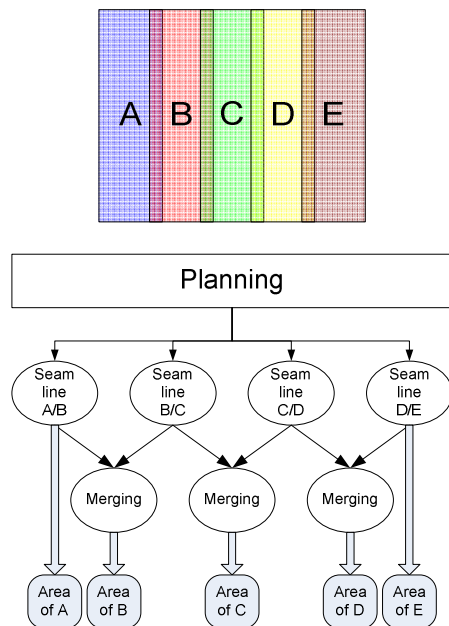 A B C D E
Planning
Seam line A/B
Seam line B/C
Seam line C/D
Seam line D/E
Merging
Merging
Merging
Area of A
Area of B
Area of C
Area of D
Area of E